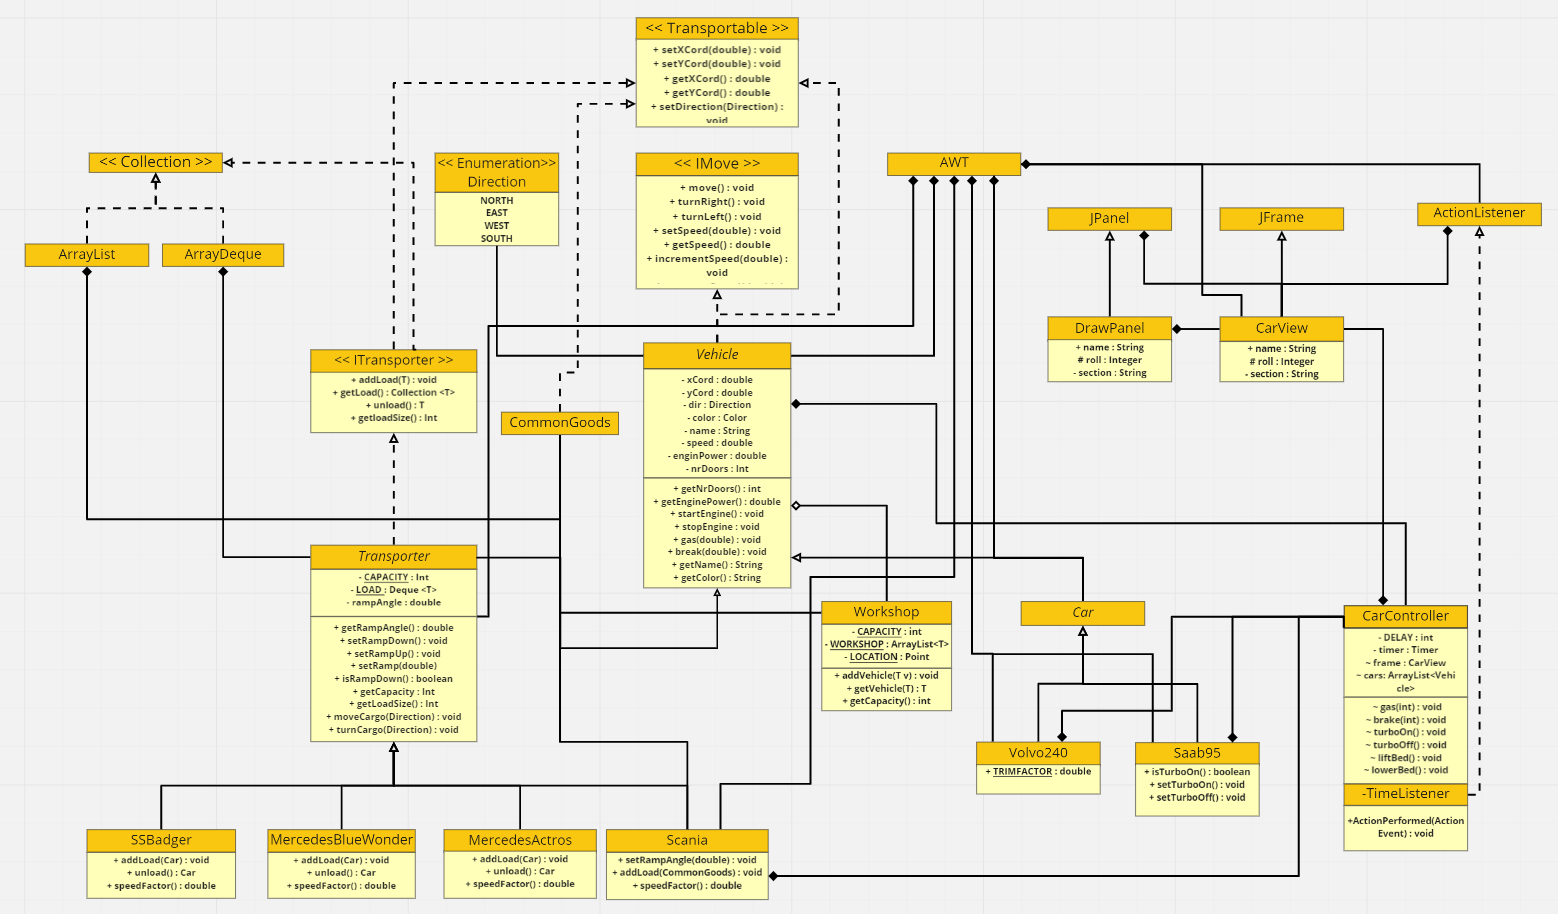 << Transportable >>
+ setXCord(double) : void
+ setYCord(double) : void
+ getXCord() : double
+ getYCord() : double
+ setDirection(Direction) :
void
<< Collection >>
<< Enumeration>>
Direction
NORTH
EAST
WEST
SOUTH
<< IMove >>
+ move() : void
+ turnRight() : void
+ turnLeft() : void
+ setSpeed(double) : void
+ getSpeed() : double
+ incrementSpeed(double) :
void
AWT
JPanel
JFrame
ActionListener
ArrayList
ArrayDeque
<< ITransporter >>
+ addLoad(T) : void
+ getLoad() : Collection <T>
+ unload() : T
+ getloadSize() : Int
CommonGoods
Vehicle
- xCord : double
- yCord : double
- dir : Direction
- color : Color
- name : String
- speed : double
- enginPower : double
- nrDoors : Int
+ getNrDoors() : int
+ getEnginePower() : double
+ startEngine() : void
+ stopEngine : void
+ gas(double) : void
+ break(double) : void
+ getName() : String
+ getColor() : String
DrawPanel
+ name : String
# roll : Integer
- section : String
CarView
+ name : String
# roll : Integer
- section : String
Transporter
- CAPACITY : Int
- LOAD : Deque <T>
- rampAngle : double
+ getRampAngle() : double
+ setRampDown() : void
+ setRampUp() : void
+ setRamp(double)
+ isRampDown() : boolean
+ getCapacity : Int
+ getLoadSize() : Int
+ moveCargo(Direction) : void
+ turnCargo(Direction) : void
Workshop
- CAPACITY : int
- WORKSHOP : ArrayList<T>
- LOCATION : Point
+ addVehicle(T v) : void
+ getVehicle(T) : T
+ getCapacity() : int
Car
CarController
- DELAY : int
- timer : Timer
~ frame : CarView
~ cars: ArrayList<Vehi
cle>
~ gas(int) : void
~ brake(int) : void
~ turboOn() : void
~ turboOff() : void
~ liftBed() : void
~ lowerBed() : void
-TimeListener
+ActionPerformed(Action
Event) : void
Volvo240
+ TRIMFACTOR : double
Saab95
+ isTurboOn() : boolean
+ setTurboOn() : void
+ setTurboOff() : void
SSBadger
+ addLoad(Car) : void
+ unload() : Car
+ speedFactor() : double
MercedesBlueWonder
+ addLoad(Car) : void
+ unload() : Car
+ speedFactor() : double
MercedesActros
+ addLoad(Car) : void
+ unload() : Car
+ speedFactor() : double
Scania
+ setRampAngle(double) : void
+ addLoad(CommonGoods) : void
+ speedFactor() : double